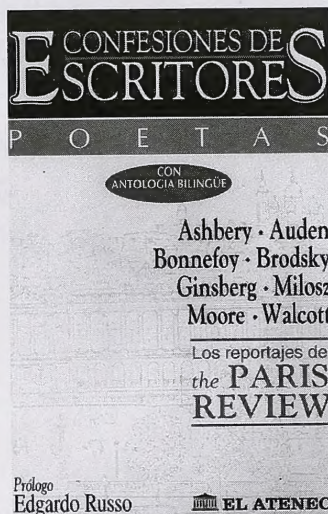 CONFESIONES DE
ESCRITORES
POETAS
CON
ANTOLOGIA BILINGÜE
Ashbery · Auden
Bonnefoy · Brodsky
Ginsberg · Milosz
Moore · Walcott
Los reportajes de
the PARIS
REVIEW
Prólogo
Edgardo Russo
EL ATENEO